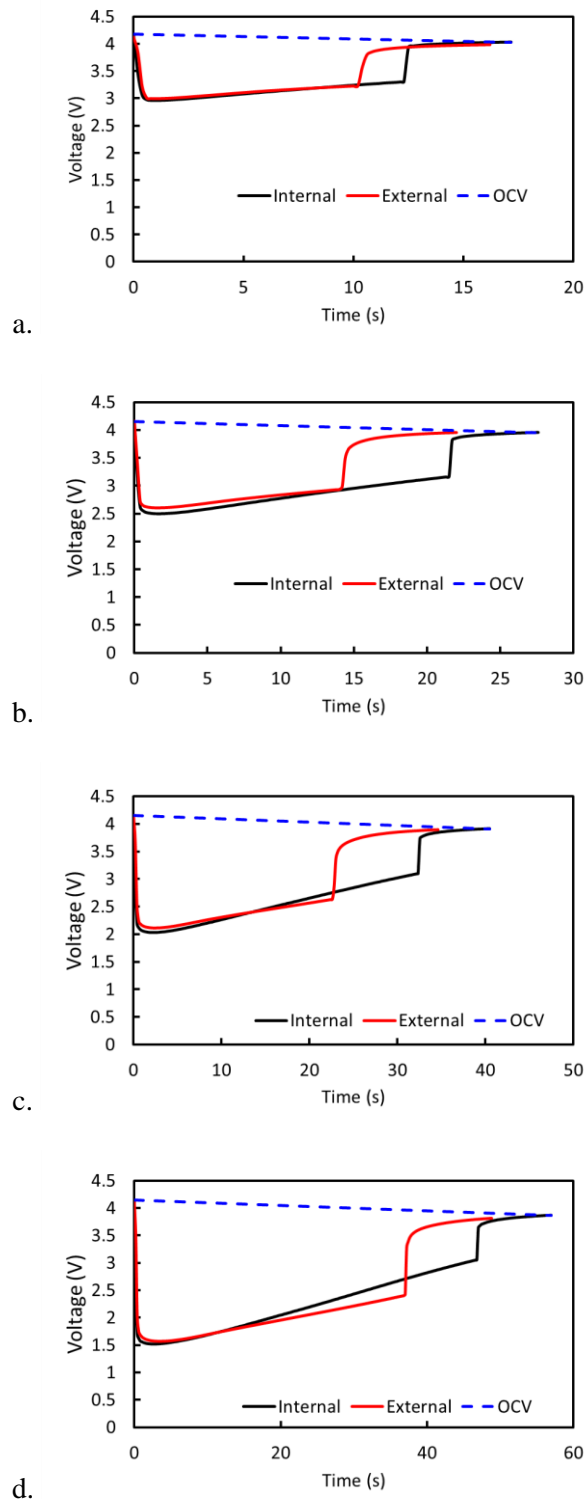 4.5
4
3.5
3
2.5
2
1.5
1
0.5
0
Voltage (V)
Internal External OCV
0 5 10 15 20
Time (s)
a.
4.5
4
3.5
3
2.5
2
1.5
1
0.5
0
Voltage (V)
Internal External OCV
0 5 10 15 20 25 30
Time (s)
b.
4.5
4
3.5
3
2.5
2
1.5
1
0.5
0
Voltage (V)
Internal External OCV
0 10 20 30 40 50
Time (s)
c.
4.5
4
3.5
3
2.5
2
1.5
1
0.5
0
Voltage (V)
Internal External OCV
0 20 40 60
Time (s)
d.